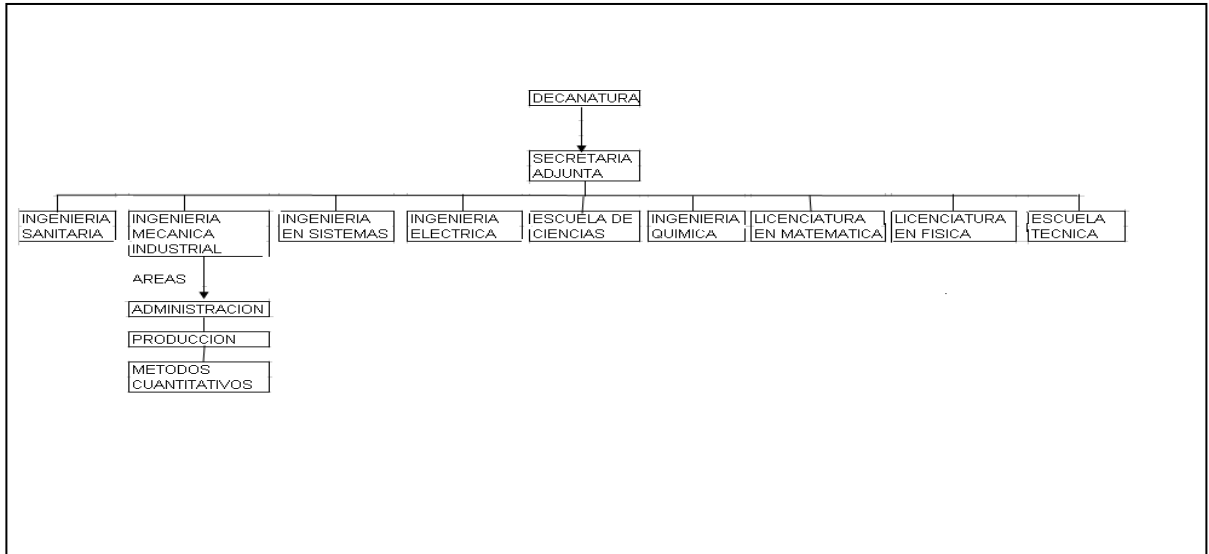 DECANATURA
SECRETARIA
ADJUNTA
INGENIERIA
SANITARIA
INGENIERIA
MECANICA
INDUSTRIAL
INGENIERIA
EN SISTEMAS
INGENIERIA
ELECTRICA
ESCUELA DE
CIENCIAS
INGENIERIA
QUIMICA
LICENCIATURA
EN MATEMATICA
LICENCIATURA
EN FISICA
ESCUELA
TECNICA
AREAS
ADMINISTRACION
PRODUCCION
METODOS
CUANTITATIVOS